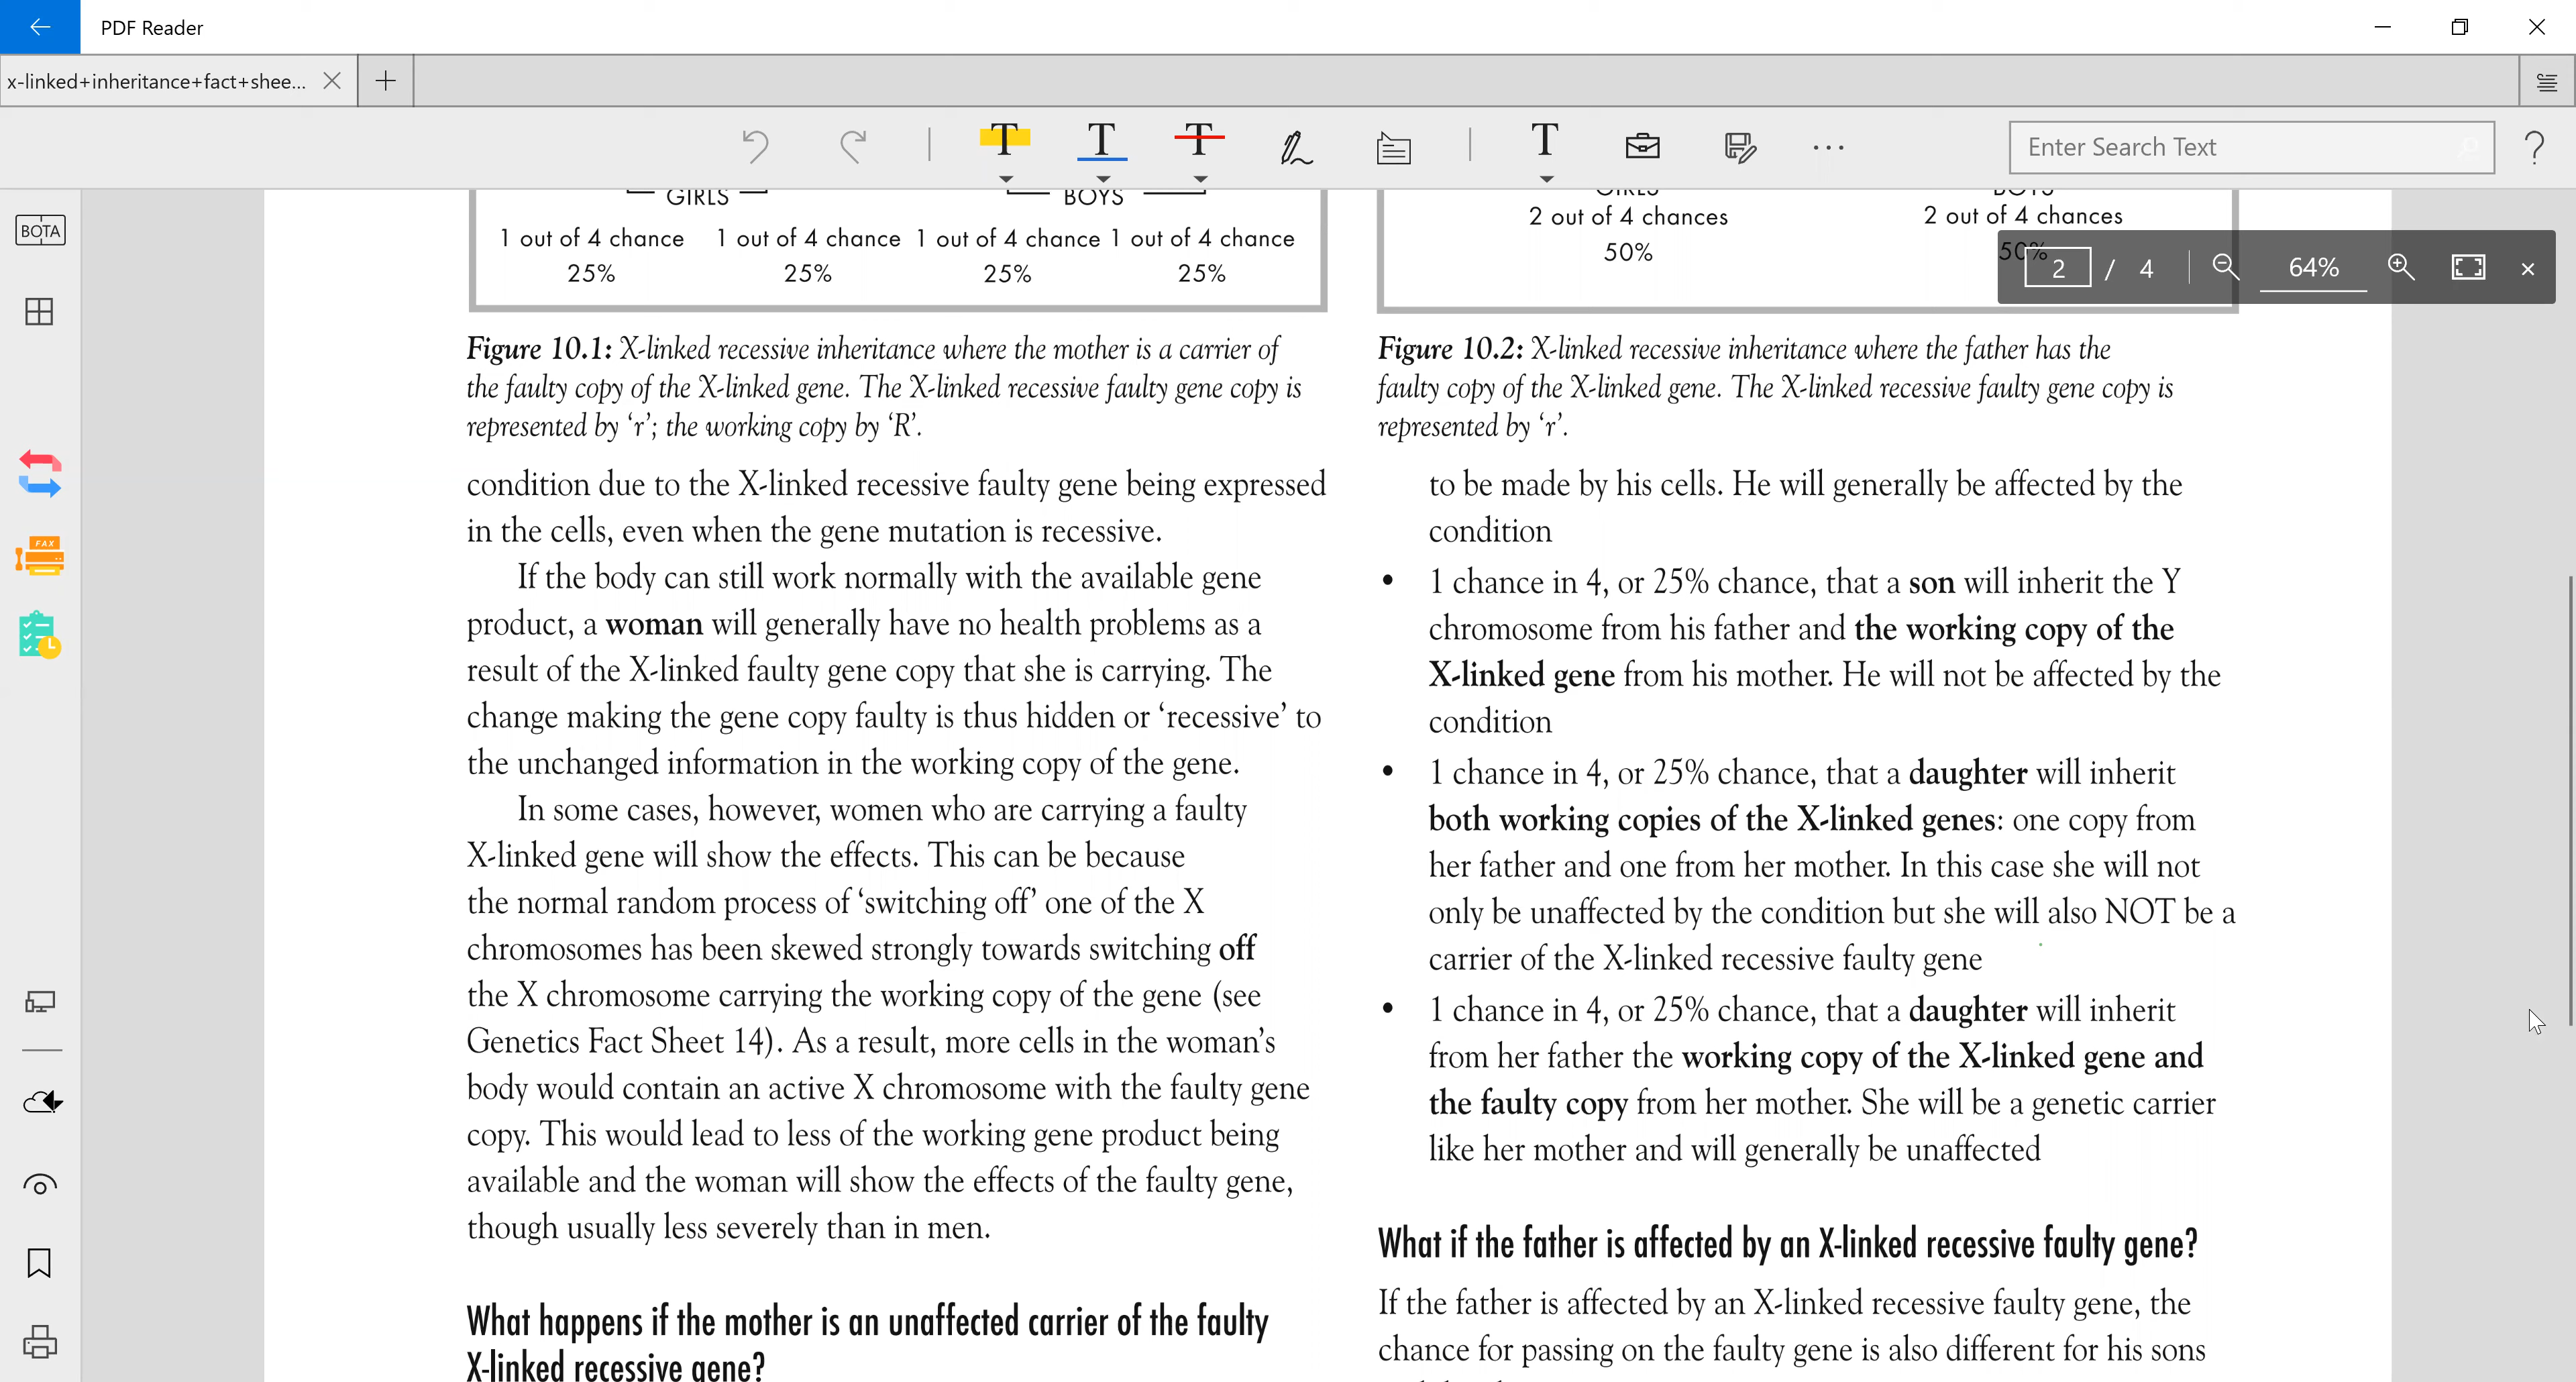 PDF Reader
x-linked+inheritance+fact+shee...
Enter Search Text
BOTA
FAX
2 / 4
64%
GIRLS BOYS
1 out of 4 chance 1 out of 4 chance 1 out of 4 chance 1 out of 4 chance
25% 25% 25% 25%
Figure 10.1: X-linked recessive inheritance where the mother is a carrier of
the faulty copy of the X-linked gene. The X-linked recessive faulty gene copy is
represented by ‘r’; the working copy by ‘R’.
condition due to the X-linked recessive faulty gene being expressed
in the cells, even when the gene mutation is recessive.
If the body can still work normally with the available gene
product, a woman will generally have no health problems as a
result of the X-linked faulty gene copy that she is carrying. The
change making the gene copy faulty is thus hidden or ‘recessive’ to
the unchanged information in the working copy of the gene.
In some cases, however, women who are carrying a faulty
X-linked gene will show the effects. This can be because
the normal random process of ‘switching off’ one of the X
chromosomes has been skewed strongly towards switching off
the X chromosome carrying the working copy of the gene (see
Genetics Fact Sheet 14). As a result, more cells in the woman’s
body would contain an active X chromosome with the faulty gene
copy. This would lead to less of the working gene product being
available and the woman will show the effects of the faulty gene,
though usually less severely than in men.
What happens if the mother is an unaffected carrier of the faulty
X-linked recessive gene?
GIRLS BOYS
2 out of 4 chances 2 out of 4 chances
50% 50%
Figure 10.2: X-linked recessive inheritance where the father has the
faulty copy of the X-linked gene. The X-linked recessive faulty gene copy is
represented by ‘r’.
to be made by his cells. He will generally be affected by the
condition
• 1 chance in 4, or 25% chance, that a son will inherit the Y
chromosome from his father and the working copy of the
X-linked gene from his mother. He will not be affected by the
condition
• 1 chance in 4, or 25% chance, that a daughter will inherit
both working copies of the X-linked genes: one copy from
her father and one from her mother. In this case she will not
only be unaffected by the condition but she will also NOT be a
carrier of the X-linked recessive faulty gene
• 1 chance in 4, or 25% chance, that a daughter will inherit
from her father the working copy of the X-linked gene and
the faulty copy from her mother. She will be a genetic carrier
like her mother and will generally be unaffected
What if the father is affected by an X-linked recessive faulty gene?
If the father is affected by an X-linked recessive faulty gene, the
chance for passing on the faulty gene is also different for his sons